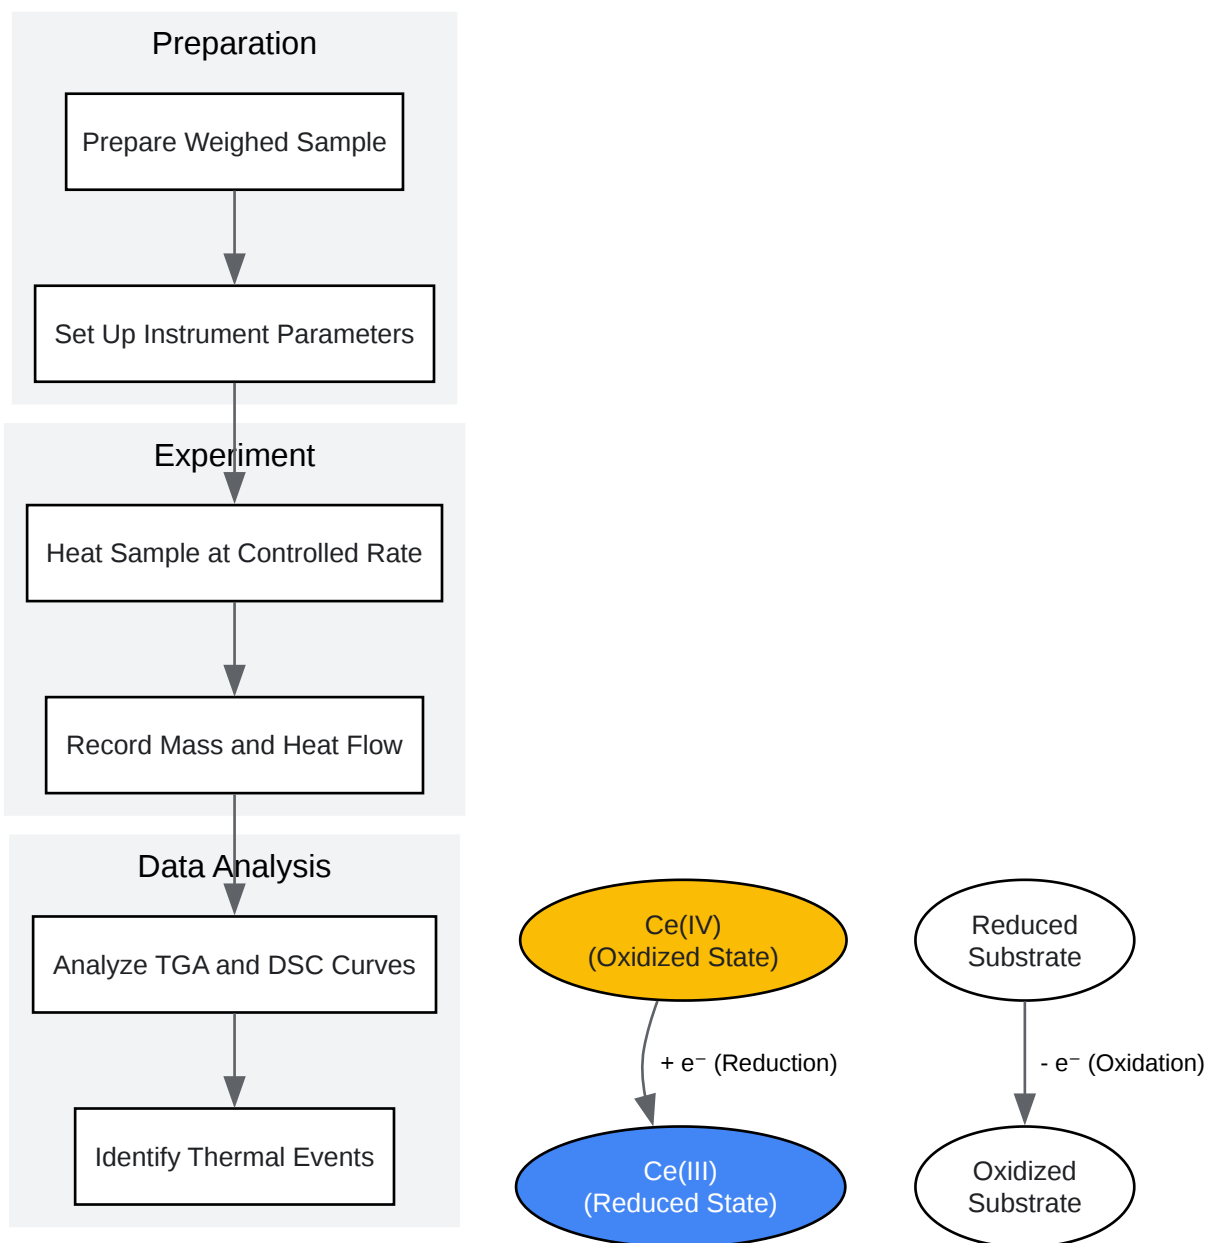 Preparation
Prepare Weighed Sample
Set Up Instrument Parameters
Experiment
Heat Sample at Controlled Rate
Record Mass and Heat Flow
Data Analysis
Analyze TGA and DSC Curves
Identify Thermal Events
Ce(IV)
(Oxidized State)
+ e⁻ (Reduction)
Ce(III)
(Reduced State)
Reduced
Substrate
- e⁻ (Oxidation)
Oxidized
Substrate